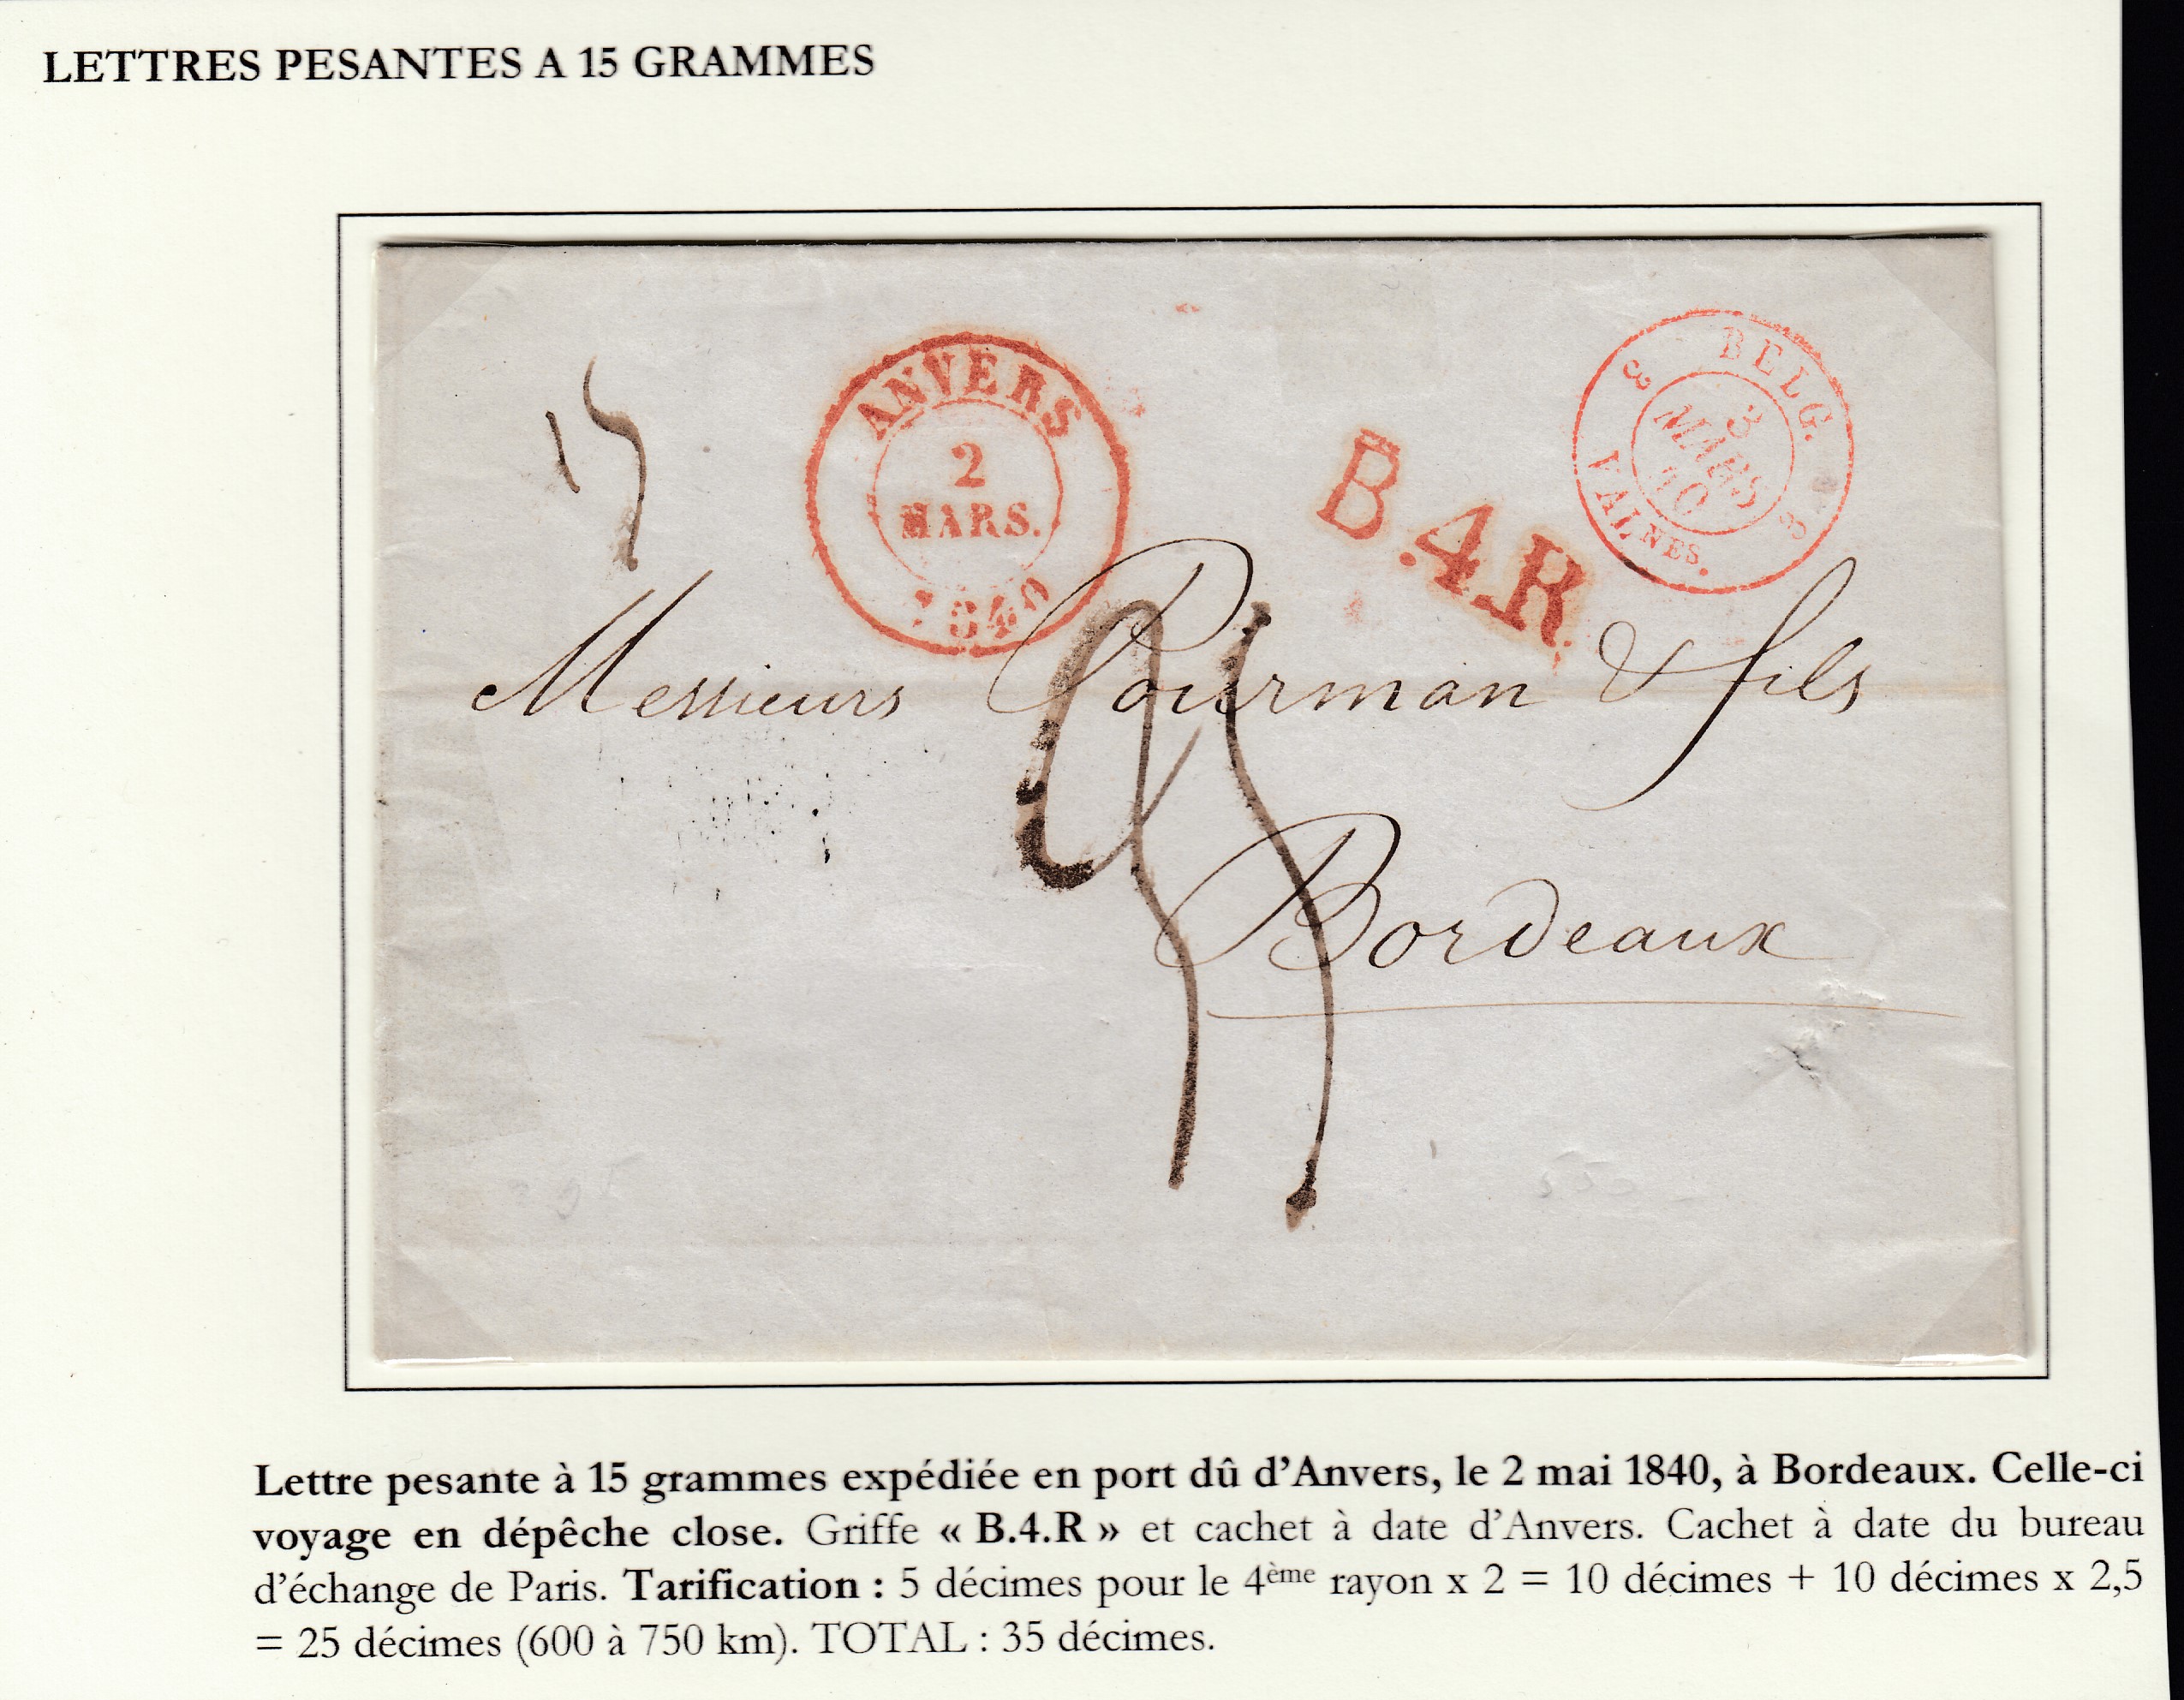 LETTRES PESANTES A 15 GRAMMES
15
ANVERS
2
MARS.
1840
B.4.R
BELG.
3
MARS
40
VALNES.
Messieurs Pourman & fils
Bordeaux
Lettre pesante à 15 grammes expédiée en port dû d'Anvers, le 2 mai 1840, à Bordeaux. Celle-ci
voyage en dépêche close. Griffe « B.4.R » et cachet à date d'Anvers. Cachet à date du bureau
d'échange de Paris. Tarification : 5 décimes pour le 4ème rayon x 2 = 10 décimes + 10 décimes x 2,5
= 25 décimes (600 à 750 km). TOTAL : 35 décimes.